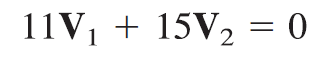 11V₁ + 15V₂ = 0